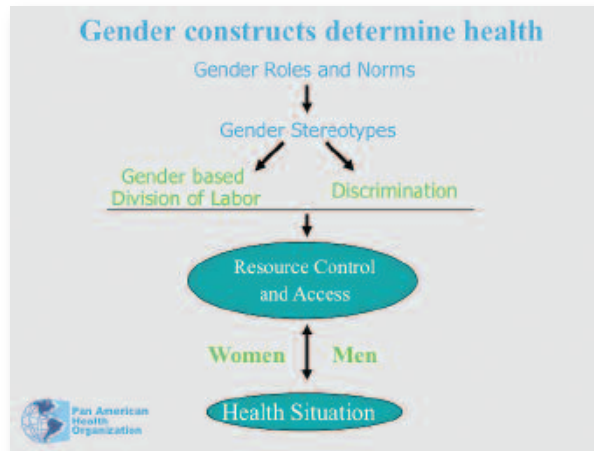 Gender constructs determine health
Gender Roles and Norms
Gender Stereotypes
Gender based
Division of Labor
Discrimination
Resource Control
and Access
Women Men
Health Situation
Pan American
Health
Organization